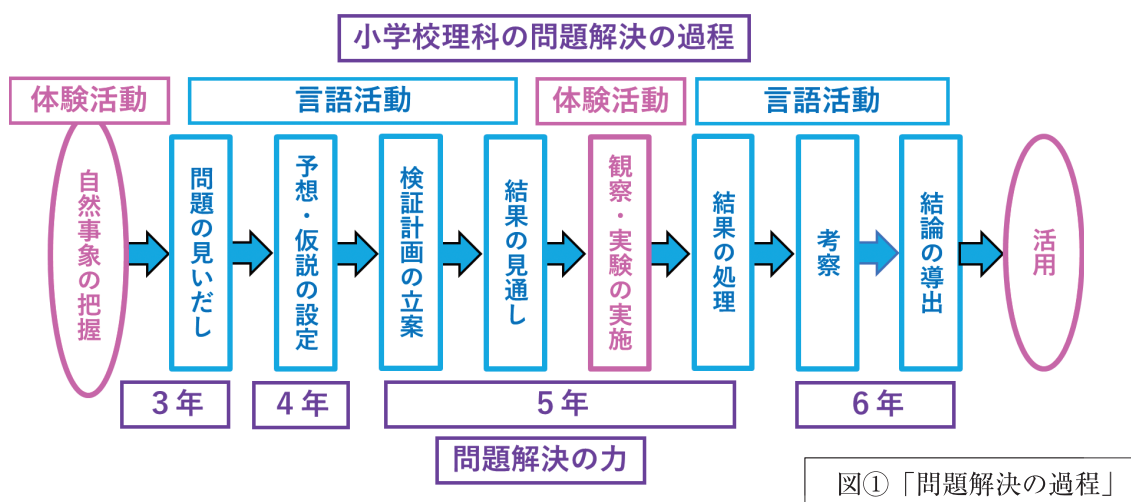 小学校理科の問題解決の過程
体験活動
言語活動
体験活動
言語活動
自然事象の把握
問題の見いだし
予想・仮説の設定
検証計画の立案
結果の見通し
観察・実験の実施
結果の処理
考察
結論の導出
活用
3年
4年
5年
6年
問題解決の力
図①「問題解決の過程」